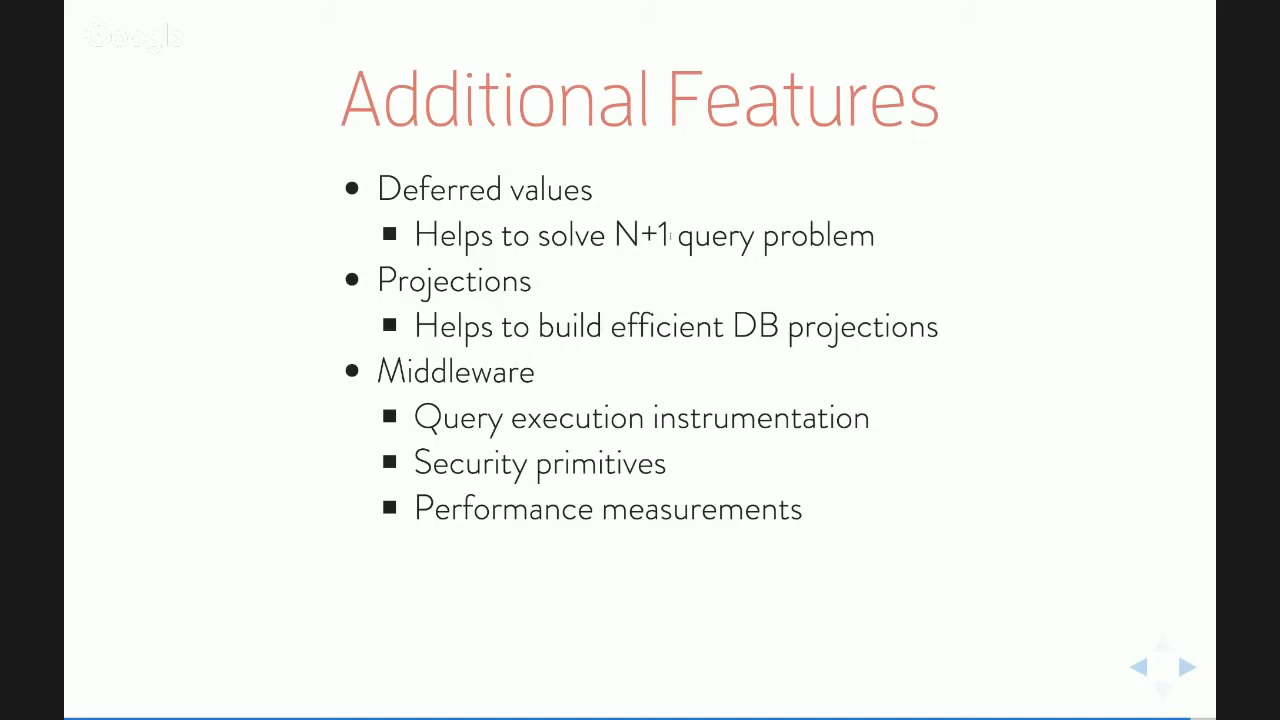 Google
Additional Features
Deferred values
Helps to solve N+1 query problem
Projections
Helps to build efficient DB projections
Middleware
Query execution instrumentation
Security primitives
Performance measurements